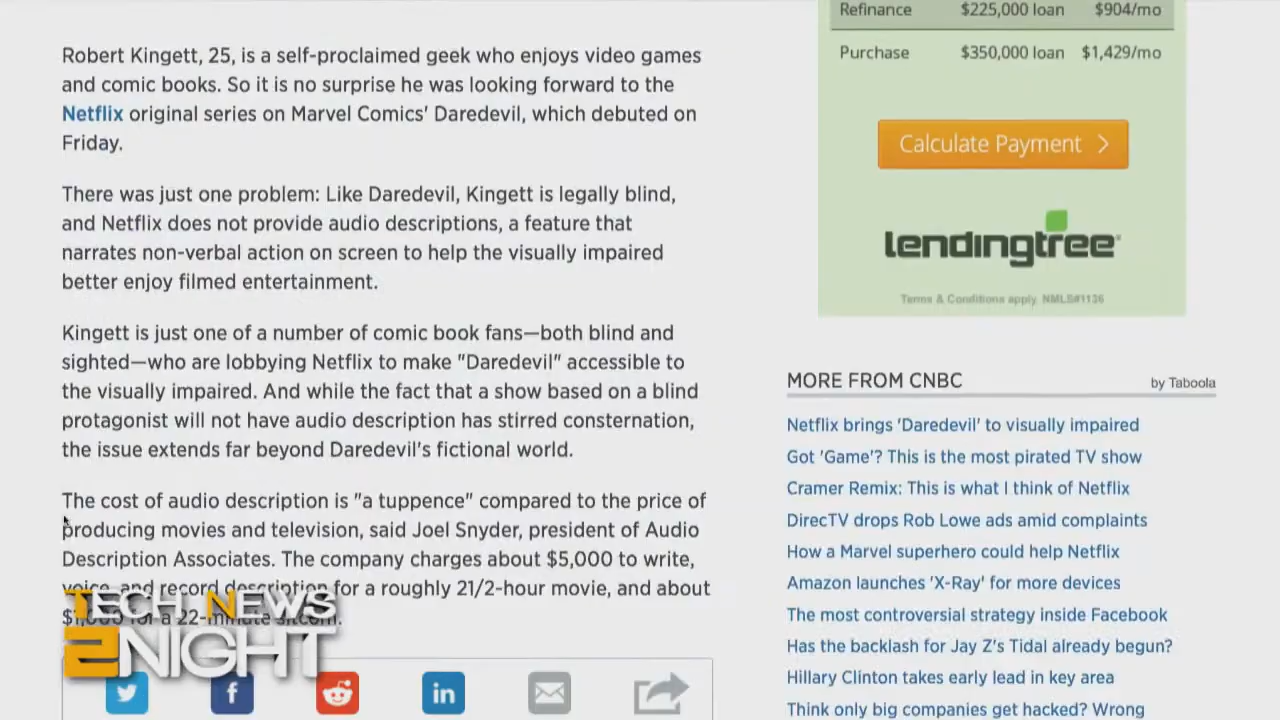 Robert Kingett, 25, is a self-proclaimed geek who enjoys video games
and comic books. So it is no surprise he was looking forward to the
Netflix original series on Marvel Comics' Daredevil, which debuted on
Friday.
There was just one problem: Like Daredevil, Kingett is legally blind,
and Netflix does not provide audio descriptions, a feature that
narrates non-verbal action on screen to help the visually impaired
better enjoy filmed entertainment.
Kingett is just one of a number of comic book fans—both blind and
sighted—who are lobbying Netflix to make "Daredevil" accessible to
the visually impaired. And while the fact that a show based on a blind
protagonist will not have audio description has stirred consternation,
the issue extends far beyond Daredevil's fictional world.
The cost of audio description is "a tuppence" compared to the price of
producing movies and television, said Joel Snyder, president of Audio
Description Associates. The company charges about $5,000 to write,
voice, and record description for a roughly 21/2-hour movie, and about
$1,000 for a 22-minute sitcom.
TECH NEWS
2NIGHT
in
Refinance $225,000 loan $904/mo
Purchase $350,000 loan $1,429/mo
Calculate Payment
lendingtree
Terms & Conditions apply. NMLS#1136
MORE FROM CNBC by Taboola
Netflix brings 'Daredevil' to visually impaired
Got 'Game'? This is the most pirated TV show
Cramer Remix: This is what I think of Netflix
DirecTV drops Rob Lowe ads amid complaints
How a Marvel superhero could help Netflix
Amazon launches 'X-Ray' for more devices
The most controversial strategy inside Facebook
Has the backlash for Jay Z's Tidal already begun?
Hillary Clinton takes early lead in key area
Think only big companies get hacked? Wrong